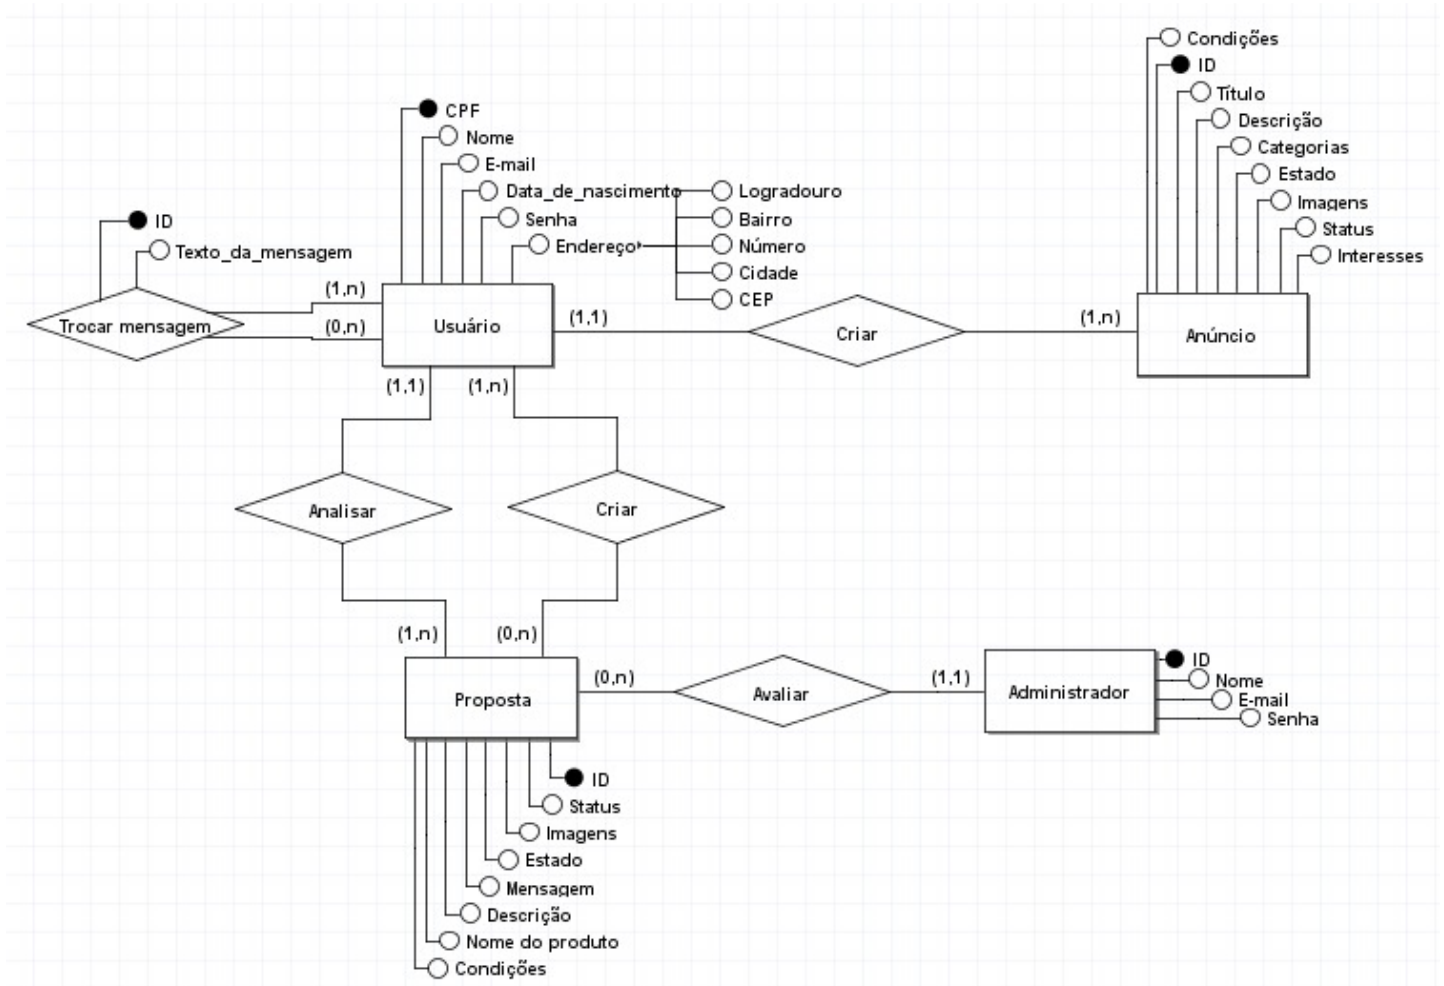 Condições
ID
Título
Descrição
Categorias
Estado
Imagens
Status
Interesses
CPF
Nome
E-mail
Data_de_nascimento
Senha
Endereço
Logradouro
Bairro
Número
Cidade
CEP
ID
Texto_da_mensagem
Trocar mensagem
(1,n)
(0,n)
Usuário
(1,1)
Criar
(1,n)
Anúncio
(1,1)
(1,n)
Analisar
Criar
(1,n)
(0,n)
Proposta
(0,n)
Avaliar
(1,1)
Administrador
ID
Nome
E-mail
Senha
ID
Status
Imagens
Estado
Mensagem
Descrição
Nome do produto
Condições